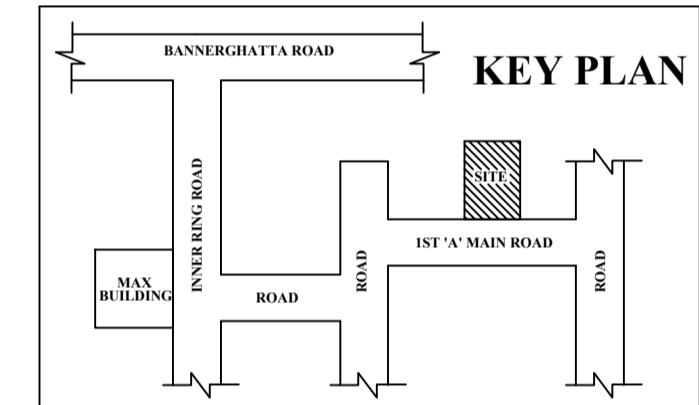 BANNERGHATTA ROAD
KEY PLAN
INNER RING ROAD
SITE
1ST 'A' MAIN ROAD
ROAD
ROAD
MAX
BUILDING
ROAD